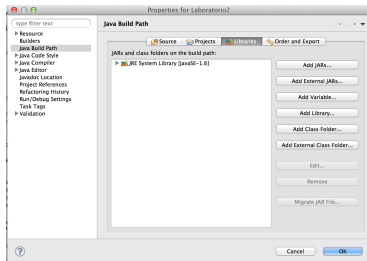 Properties for Laboratorio2
type filter text
Resource
Builders
Java Build Path
Java Code Style
Java Compiler
Java Editor
Javadoc Location
Project References
Refactoring History
Run/Debug Settings
Task Tags
Validation
Java Build Path
Source
Projects
Libraries
Order and Export
JARs and class folders on the build path:
JRE System Library [JavaSE-1.6]
Add JARs...
Add External JARs...
Add Variable...
Add Library...
Add Class Folder...
Add External Class Folder...
Edit...
Remove
Migrate JAR File...
?
Cancel
OK